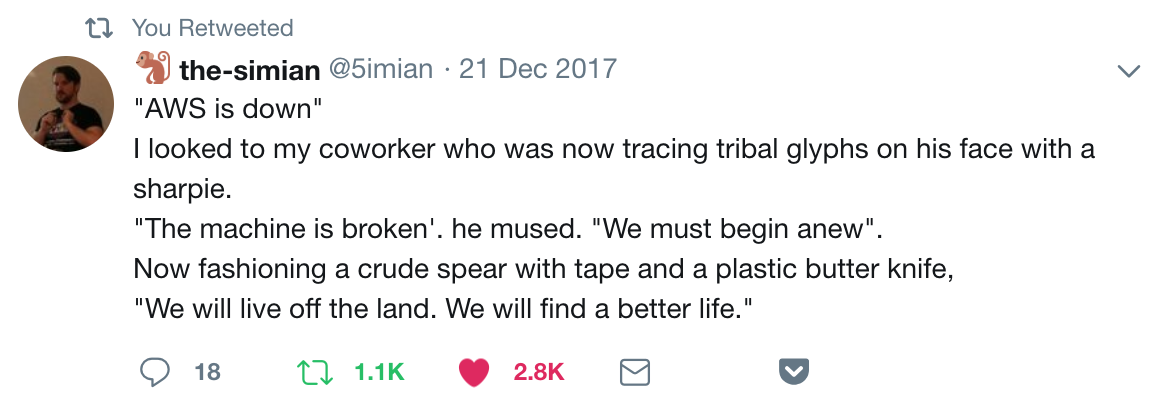 You Retweeted
the-simian @5imian · 21 Dec 2017
"AWS is down"
I looked to my coworker who was now tracing tribal glyphs on his face with a
sharpie.
"The machine is broken'. he mused. "We must begin anew".
Now fashioning a crude spear with tape and a plastic butter knife,
"We will live off the land. We will find a better life."
18 1.1K 2.8K